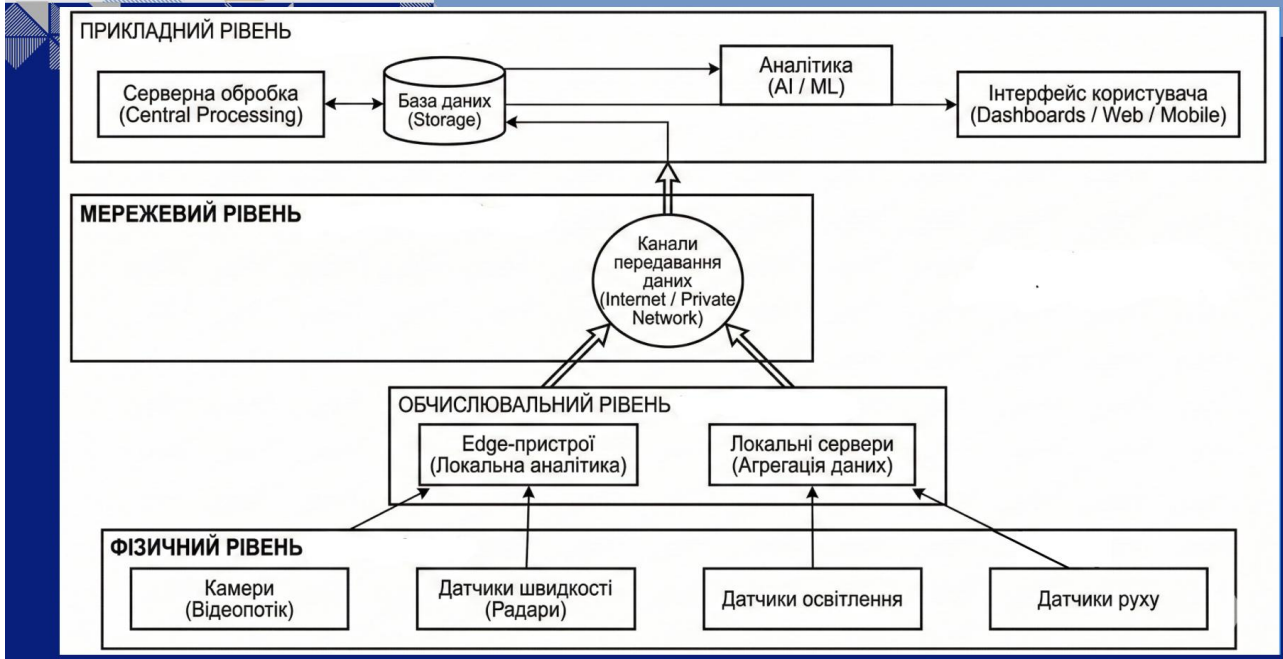 ПРИКЛАДНИЙ РІВЕНЬ
Серверна обробка
(Central Processing)
База даних
(Storage)
Аналітика
(AI / ML)
Інтерфейс користувача
(Dashboards / Web / Mobile)
МЕРЕЖЕВИЙ РІВЕНЬ
Канали
передавання
даних
(Internet / Private
Network)
ОБЧИСЛЮВАЛЬНИЙ РІВЕНЬ
Edge-пристрої
(Локальна аналітика)
Локальні сервери
(Агрегація даних)
ФІЗИЧНИЙ РІВЕНЬ
Камери
(Відеопотік)
Датчики швидкості
(Радари)
Датчики освітлення
Датчики руху